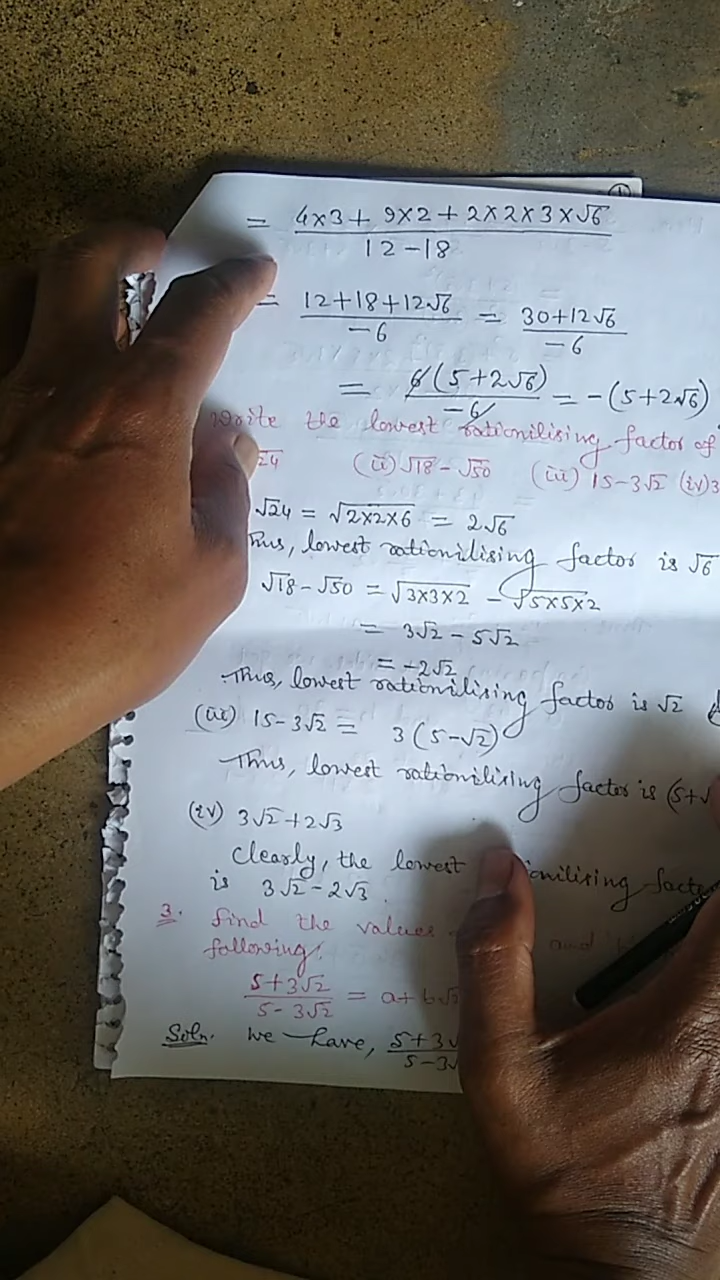 = 4×3 + 9×2 + 2×2×3×√6 / 12-18
= 12+18+12√6 / -6 = 30+12√6 / -6
= 6(5+2√6) / -6 = -(5+2√6)
Write the lowest rationilising factor of
√24 (ii) √18 - √50 (iii) 15-3√2 (iv) 3
√24 = √2×2×6 = 2√6
Thus, lowest rationilising factor is √6
√18 - √50 = √3×3×2 - √5×5×2
= 3√2 - 5√2
= -2√2
Thus, lowest rationilising factor is √2
(iii) 15-3√2 = 3(5-√2)
Thus, lowest rationilising factor is (5+√
(iv) 3√2+2√3
Clearly, the lowest
is 3√2-2√3.
3. find the values and
following:
5+3√2 / 5-3√2 = a+b√
Soln. We have, 5+3√ / 5-3√